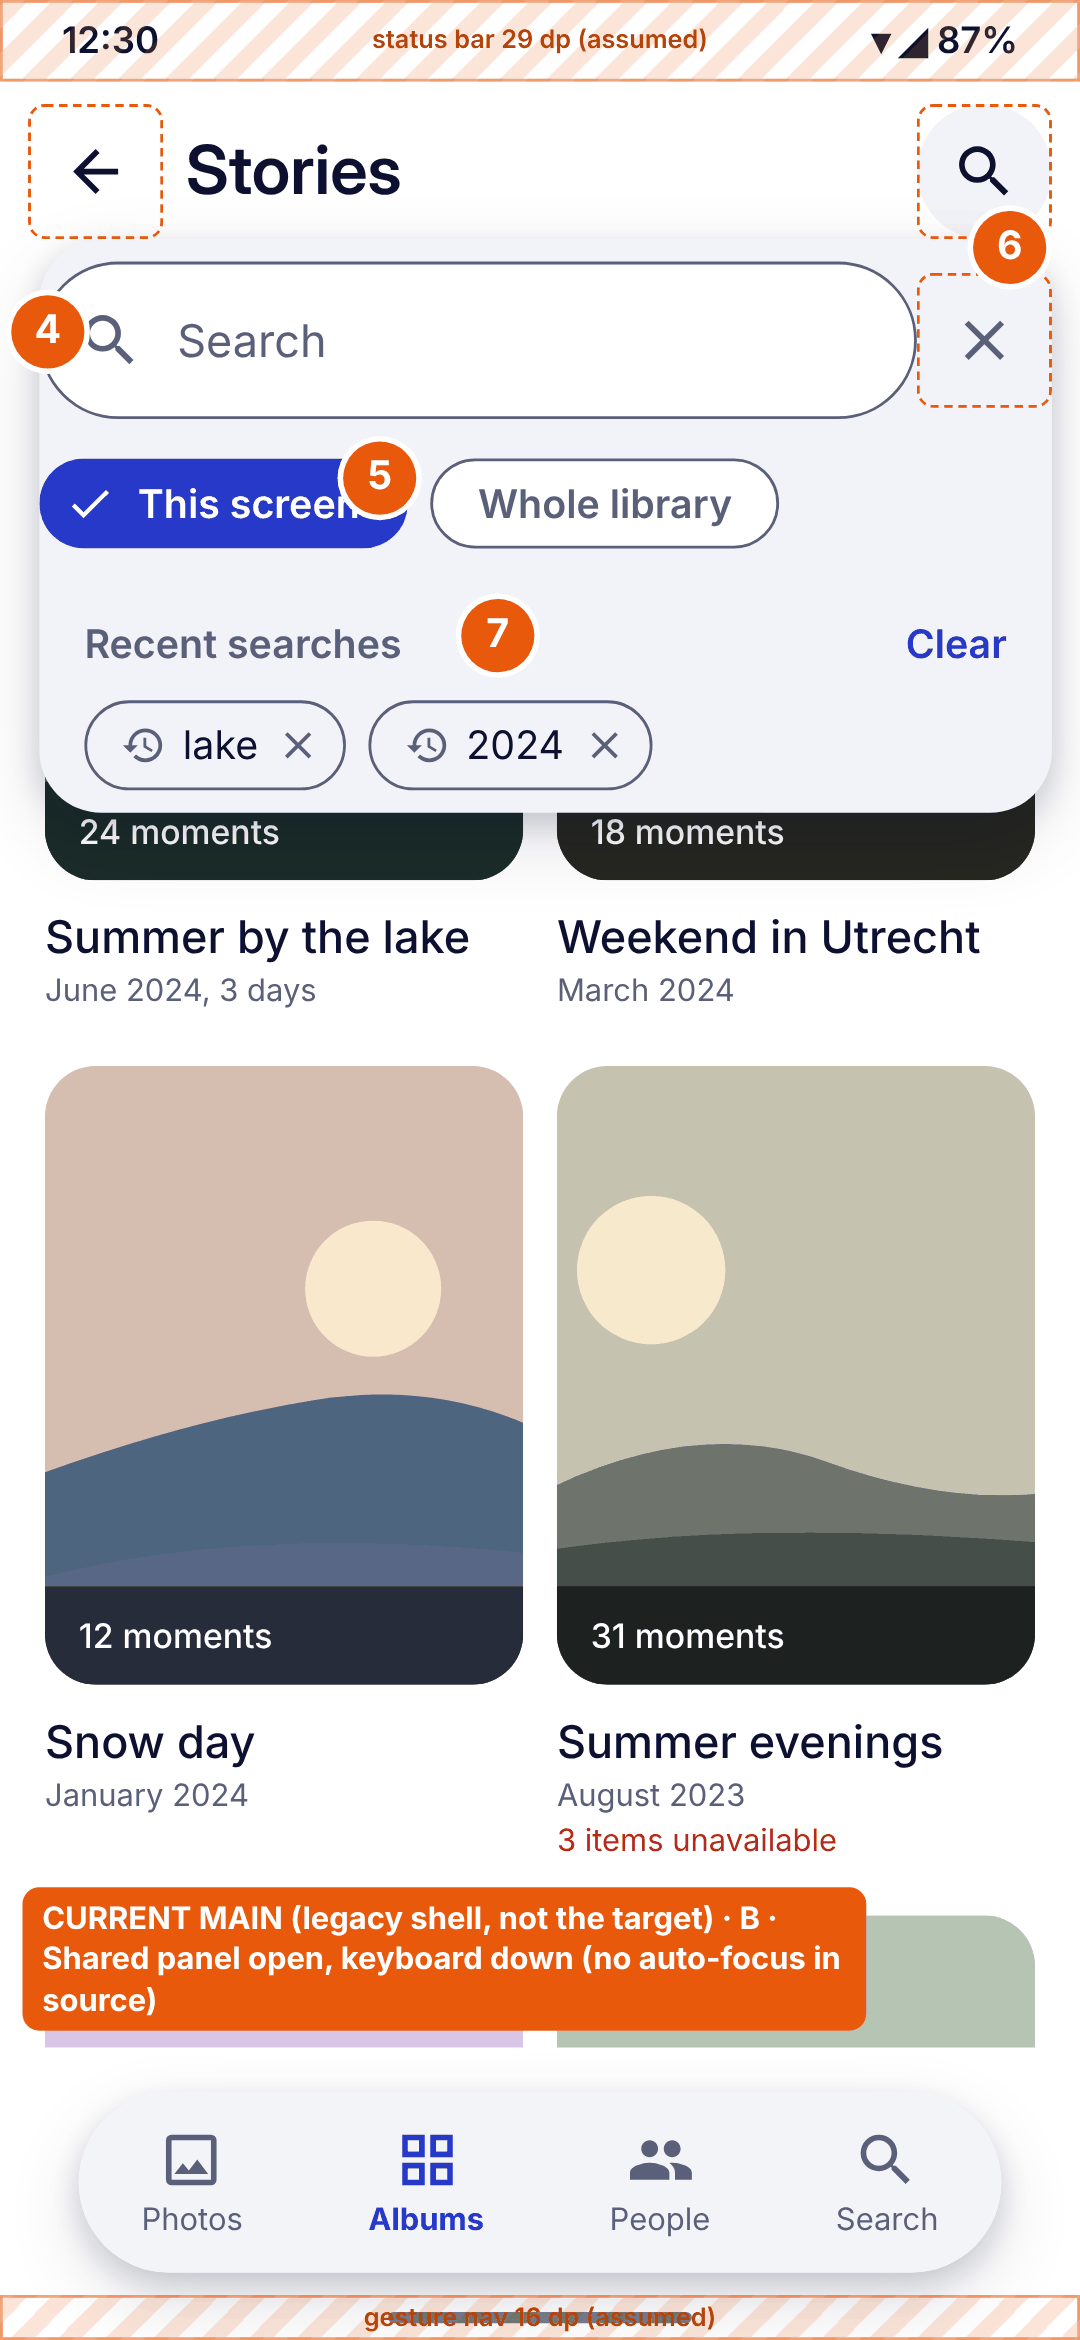 12:30
status bar 29 dp (assumed)
87%
Stories
6
4
Search
This screen
5
Whole library
Recent searches
7
Clear
lake
2024
24 moments
18 moments
Summer by the lake
Weekend in Utrecht
June 2024, 3 days
March 2024
12 moments
31 moments
Snow day
Summer evenings
January 2024
August 2023
3 items unavailable
CURRENT MAIN (legacy shell, not the target) · B ·
Shared panel open, keyboard down (no auto-focus in
source)
Photos
Albums
People
Search
gesture nav 16 dp (assumed)